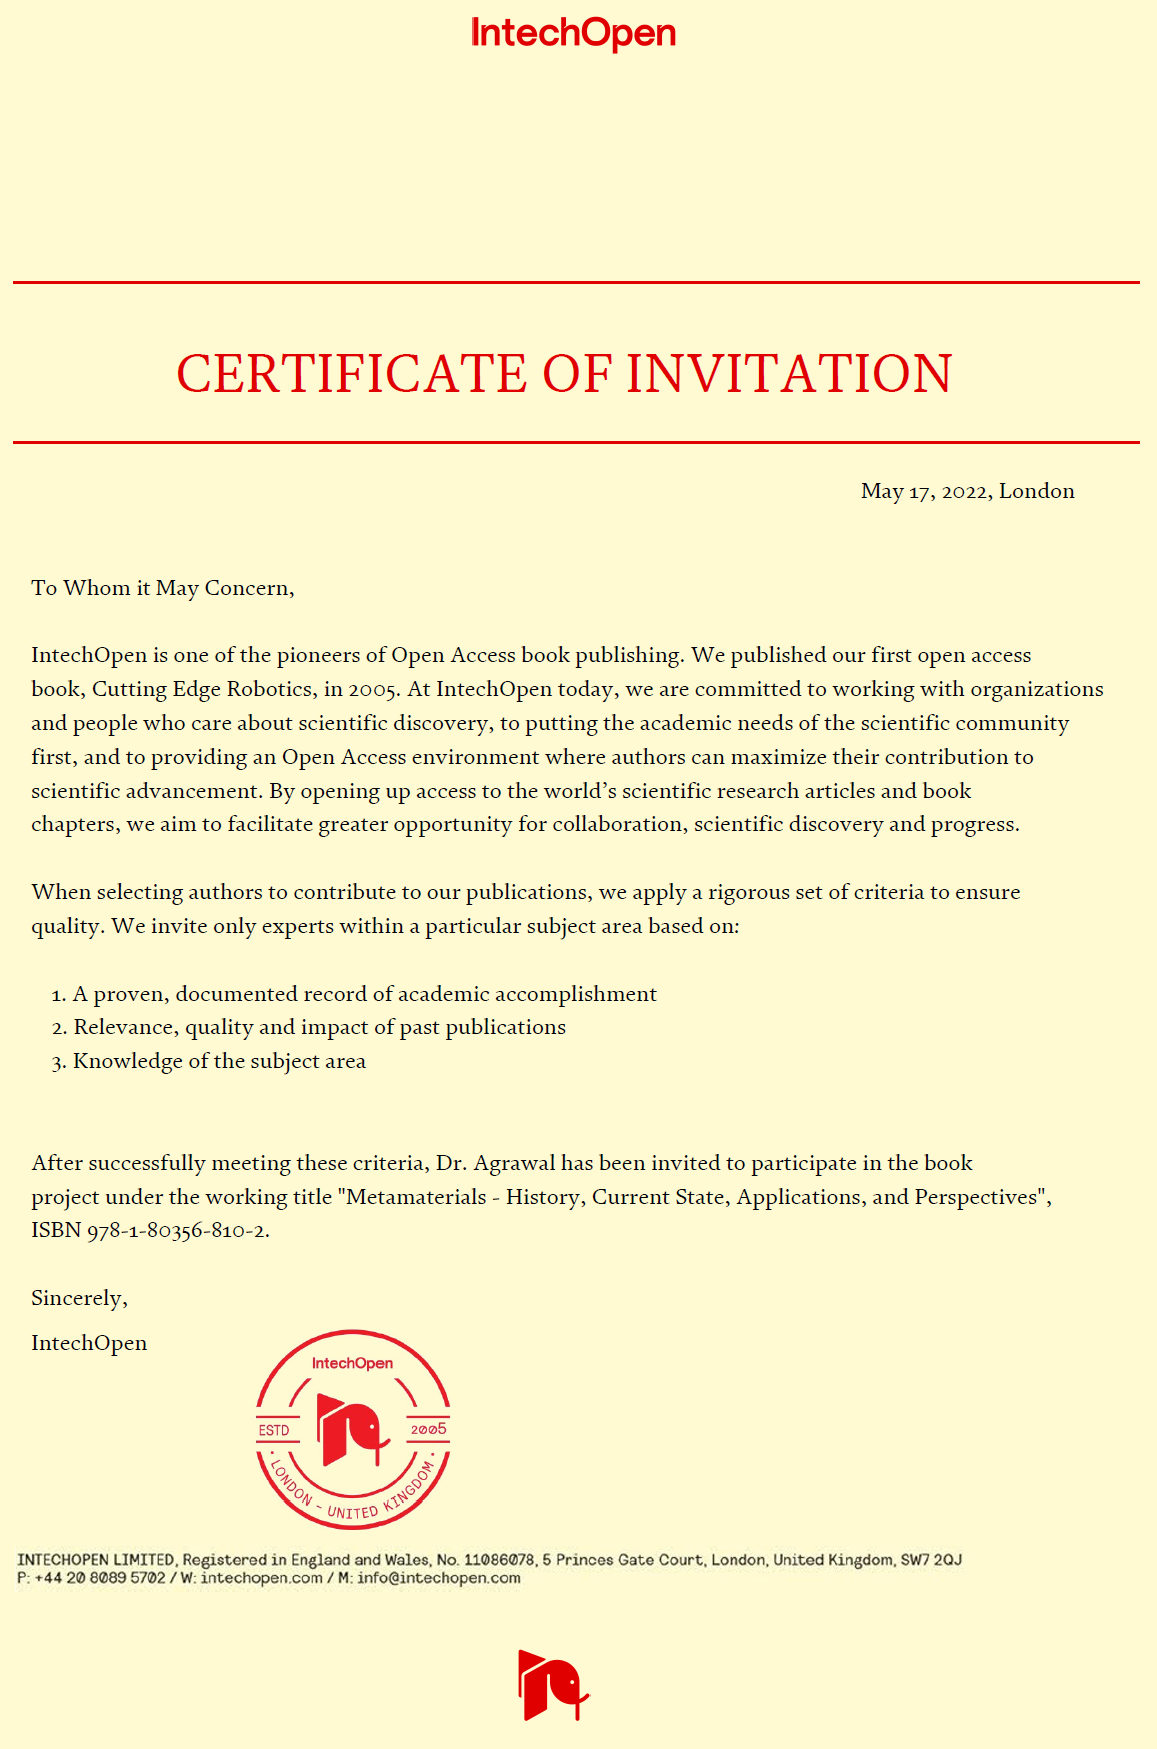 IntechOpen
CERTIFICATE OF INVITATION
May 17, 2022, London
To Whom it May Concern,
IntechOpen is one of the pioneers of Open Access book publishing. We published our first open access
book, Cutting Edge Robotics, in 2005. At IntechOpen today, we are committed to working with organizations
and people who care about scientific discovery, to putting the academic needs of the scientific community
first, and to providing an Open Access environment where authors can maximize their contribution to
scientific advancement. By opening up access to the world’s scientific research articles and book
chapters, we aim to facilitate greater opportunity for collaboration, scientific discovery and progress.
When selecting authors to contribute to our publications, we apply a rigorous set of criteria to ensure
quality. We invite only experts within a particular subject area based on:
1. A proven, documented record of academic accomplishment
2. Relevance, quality and impact of past publications
3. Knowledge of the subject area
After successfully meeting these criteria, Dr. Agrawal has been invited to participate in the book
project under the working title "Metamaterials - History, Current State, Applications, and Perspectives",
ISBN 978-1-80356-810-2.
Sincerely,
IntechOpen
IntechOpen
ESTD 2005
• LONDON - UNITED KINGDOM •
INTECHOPEN LIMITED, Registered in England and Wales, No. 11086078, 5 Princes Gate Court, London, United Kingdom, SW7 2QJ
P: +44 20 8089 5702 / W: intechopen.com / M: info@intechopen.com